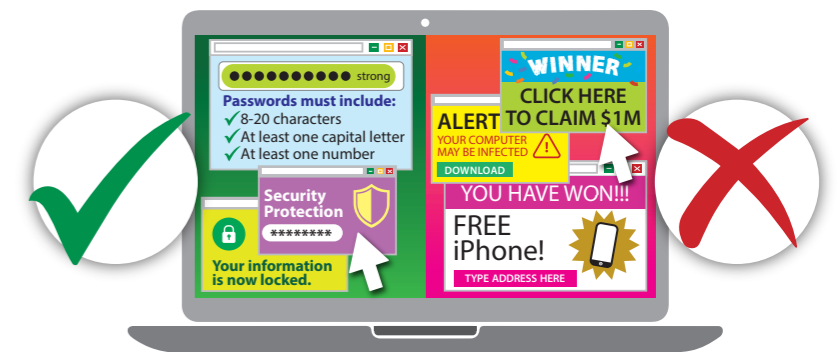 ●●●●●●●●●● strong
Passwords must include:
✓8-20 characters
✓At least one capital letter
✓At least one number
Security
Protection
********
Your information
is now locked.
WINNER
CLICK HERE
TO CLAIM $1M
ALERT
YOUR COMPUTER
MAY BE INFECTED
!
DOWNLOAD
YOU HAVE WON!!!
FREE
iPhone!
TYPE ADDRESS HERE